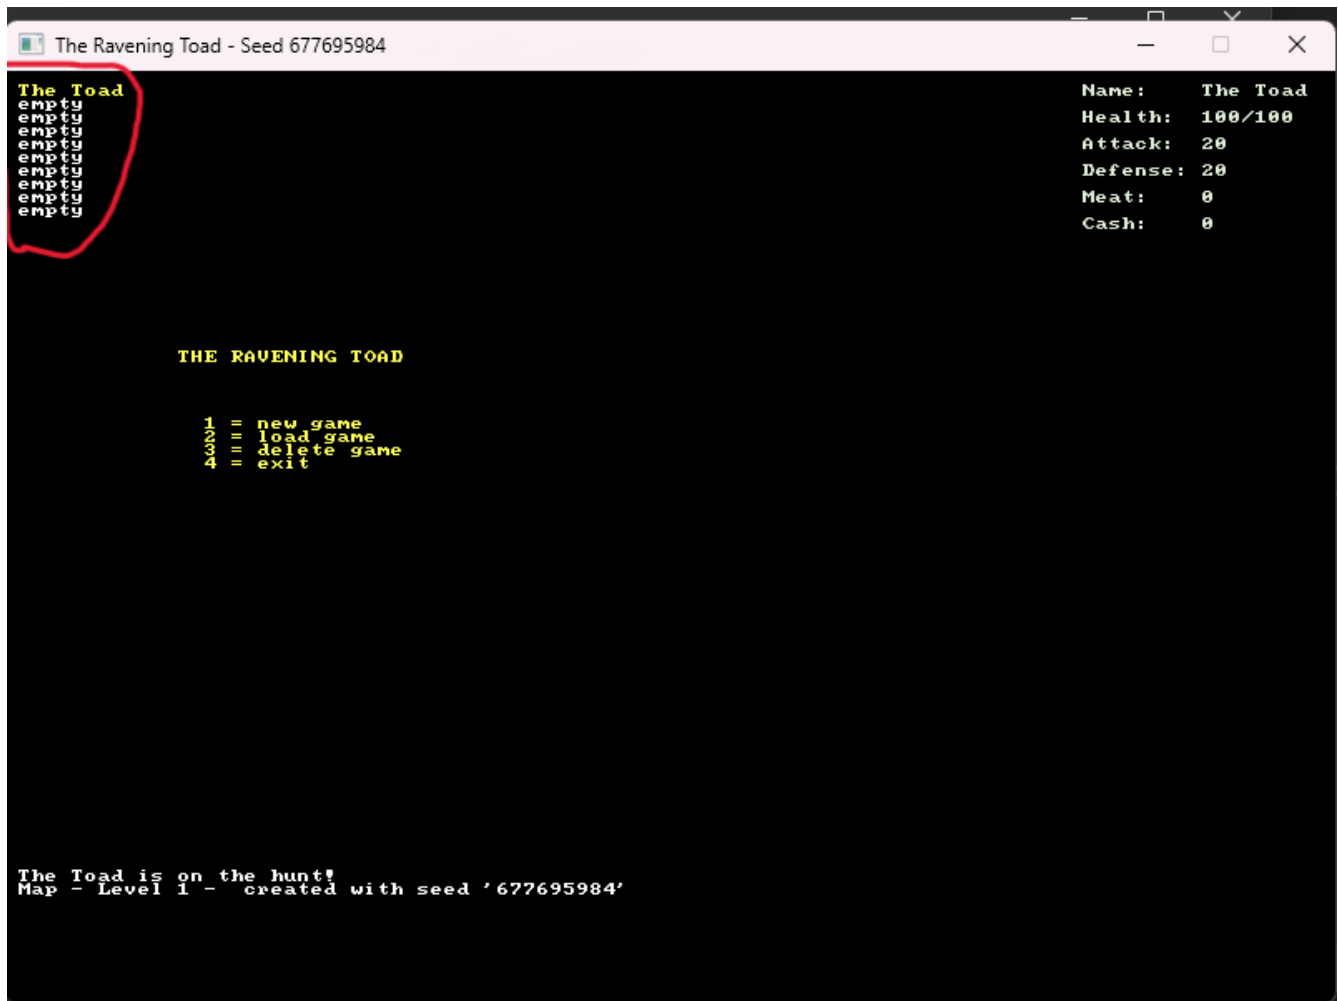 The Ravening Toad - Seed 677695984
The Toad
empty
empty
empty
empty
empty
empty
empty
empty
empty
Name: The Toad
Health: 100/100
Attack: 20
Defense: 20
Meat: 0
Cash: 0
THE RAVENING TOAD
1 = new game
2 = load game
3 = delete game
4 = exit
The Toad is on the hunt!
Map - Level 1 -  created with seed '677695984'